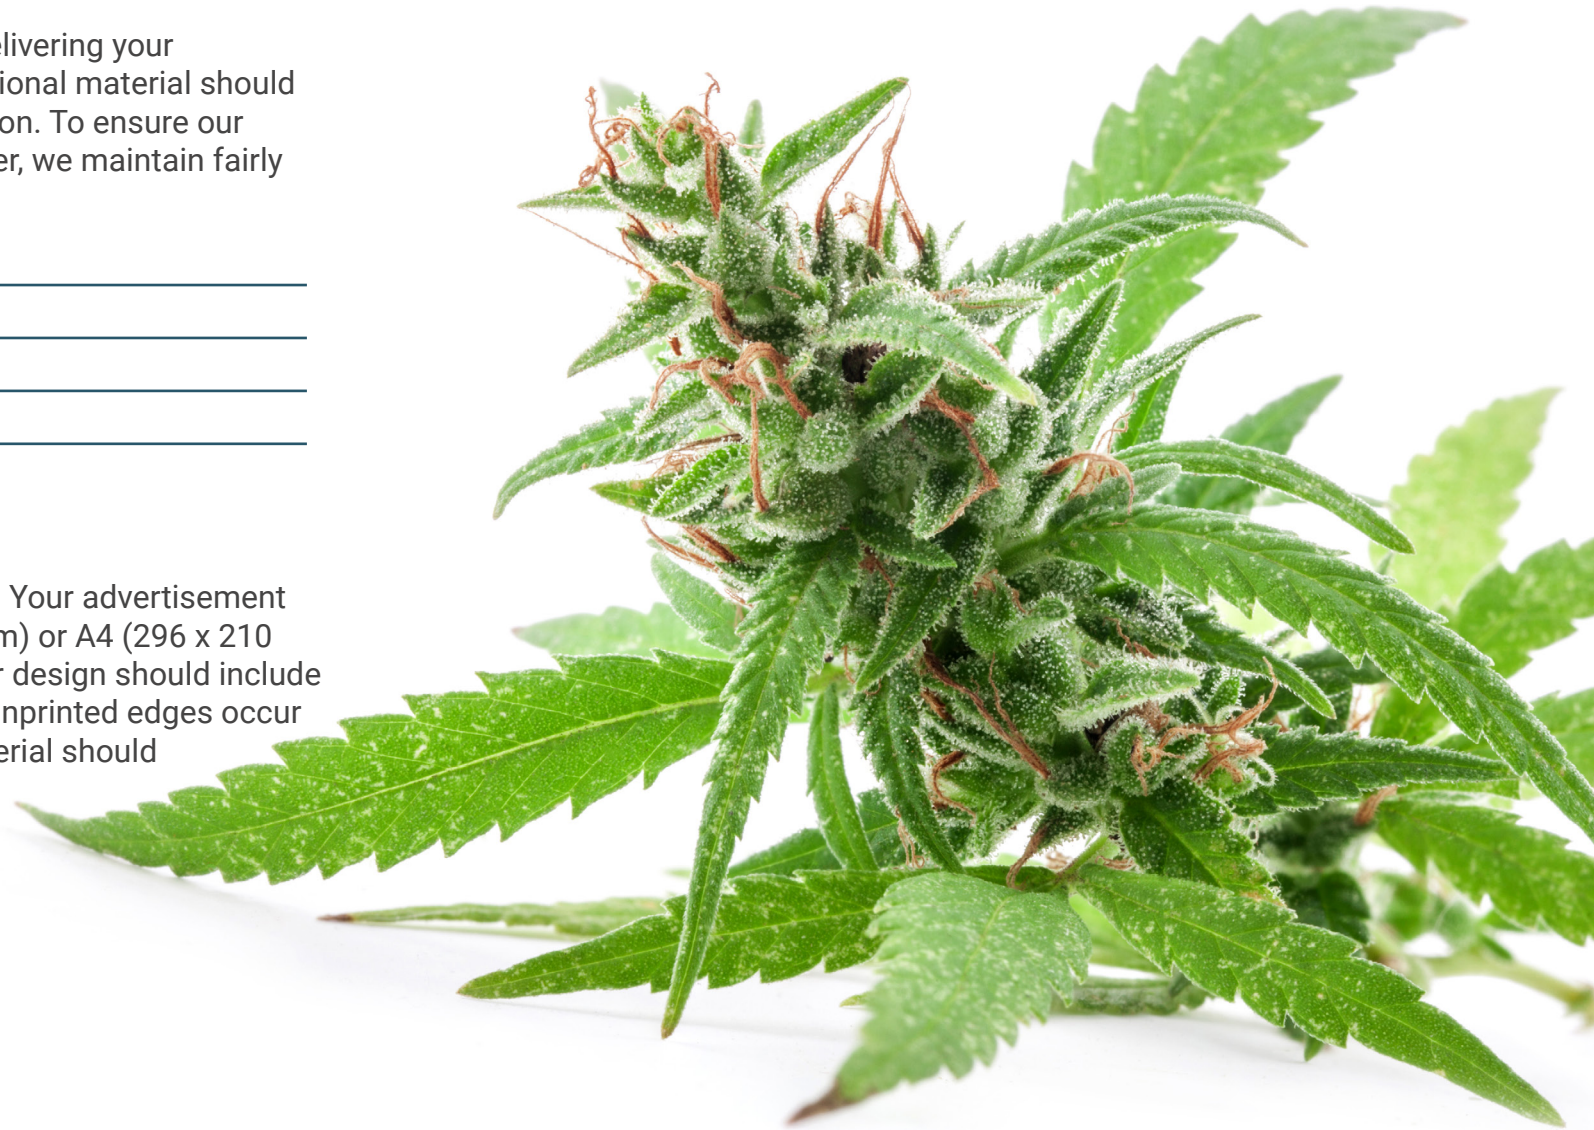 elivering your
ional material should
on. To ensure our
er, we maintain fairly
Your advertisement
m) or A4 (296 x 210
r design should include
nprinted edges occur
erial should